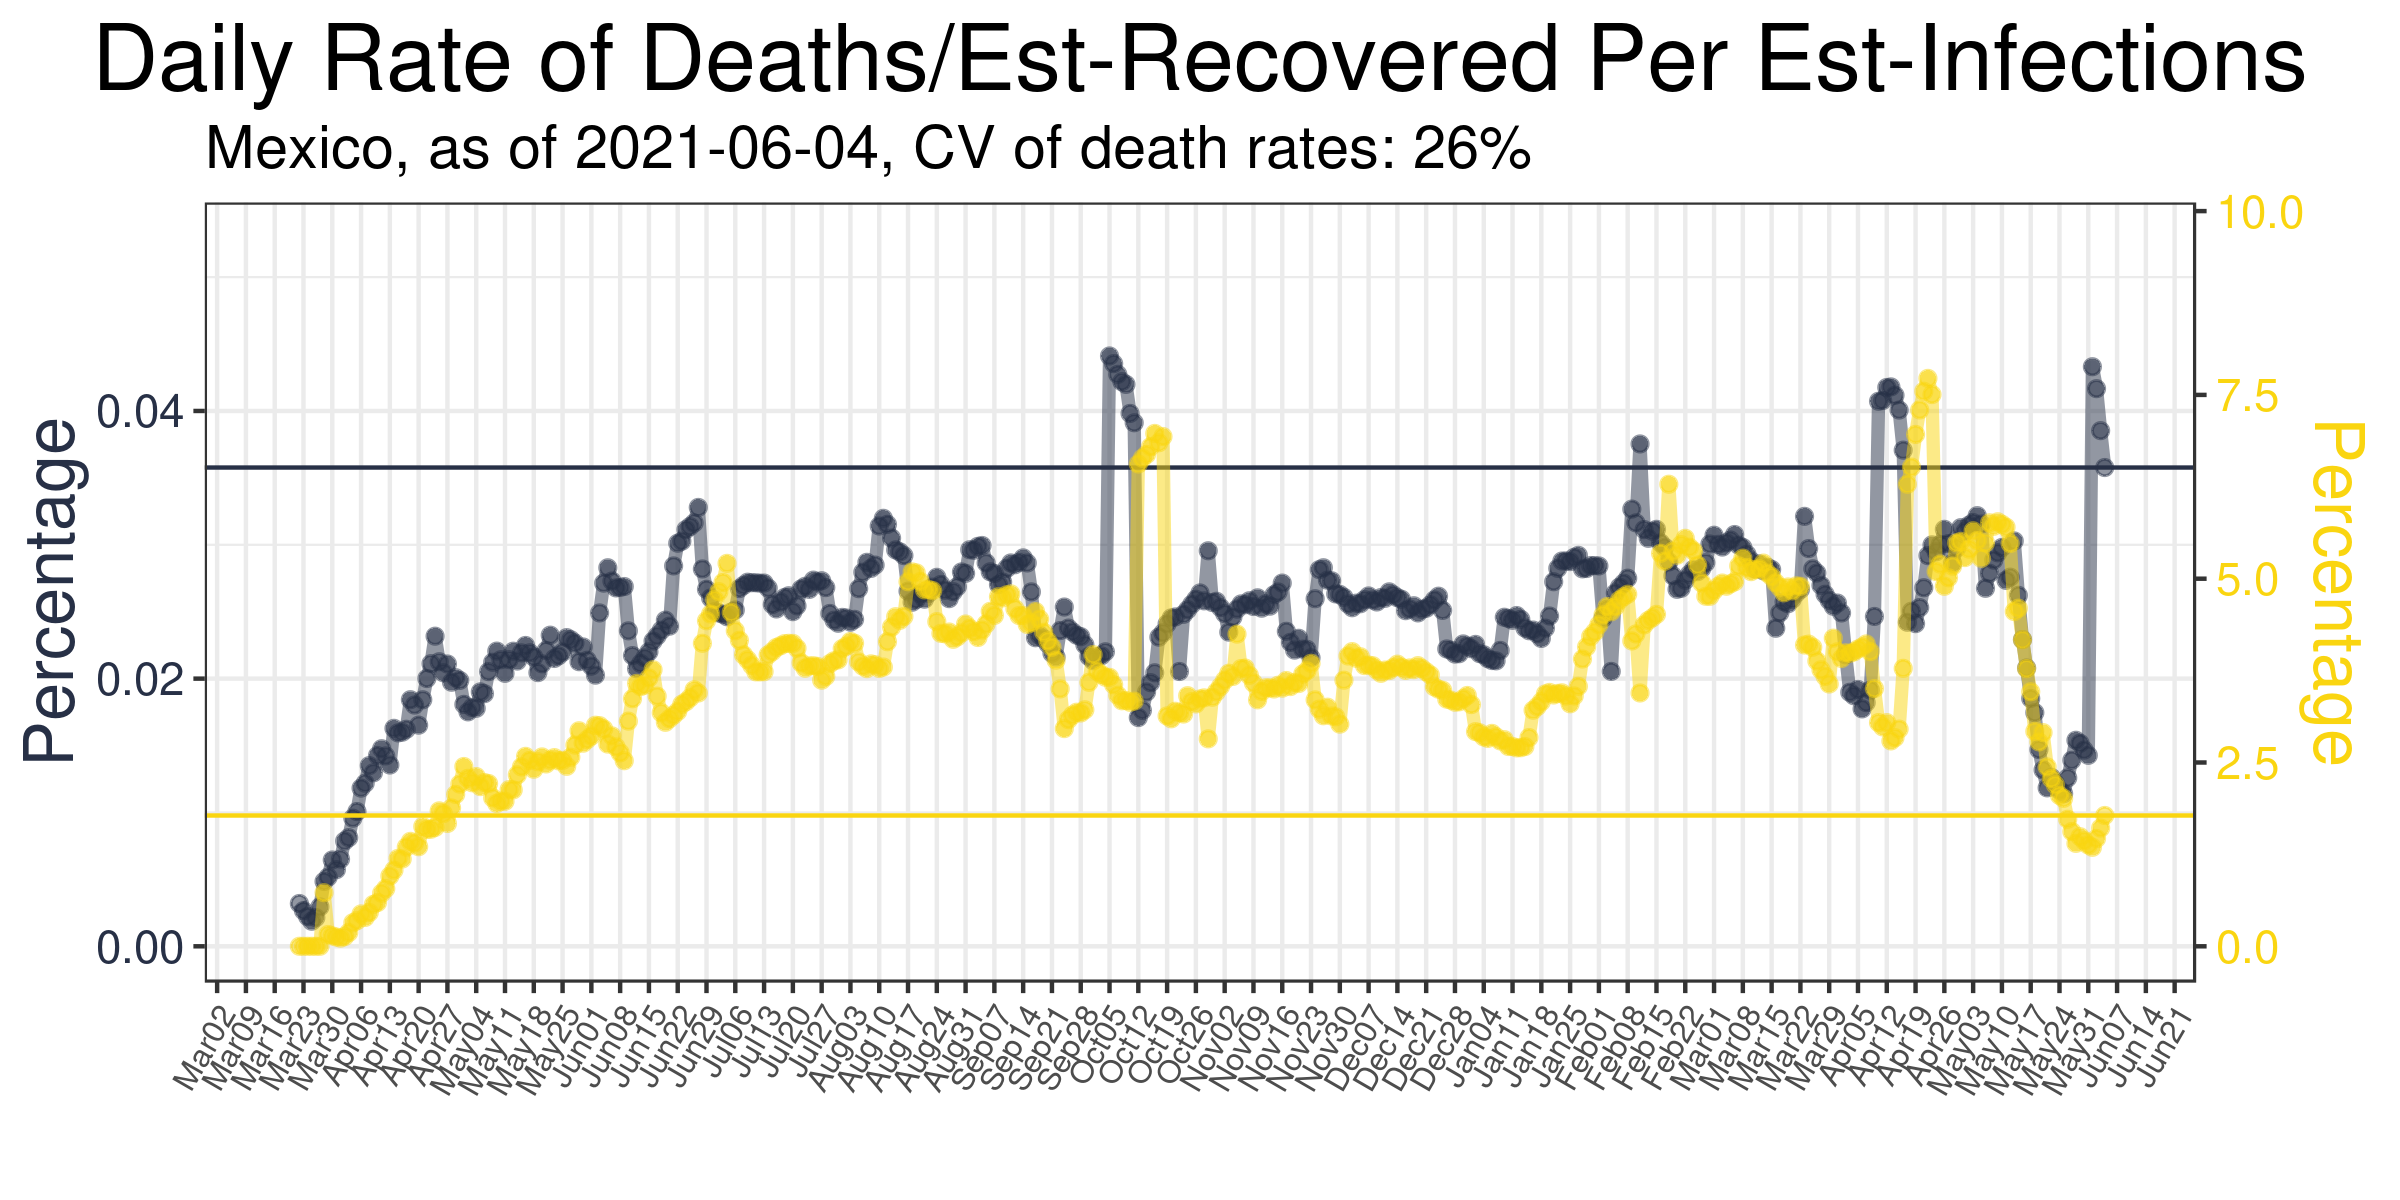 Daily Rate of Deaths/Est-Recovered Per Est-Infections
Mexico, as of 2021-06-04, CV of death rates: 26%
Percentage
0.04
0.02
0.00
10.0
7.5
5.0
2.5
0.0
Percentage
Mar02
Mar09
Mar16
Mar23
Mar30
Apr06
Apr13
Apr20
Apr27
May04
May11
May18
May25
Jun01
Jun08
Jun15
Jun22
Jun29
Jul06
Jul13
Jul20
Jul27
Aug03
Aug10
Aug17
Aug24
Aug31
Sep07
Sep14
Sep21
Sep28
Oct05
Oct12
Oct19
Oct26
Nov02
Nov09
Nov16
Nov23
Nov30
Dec07
Dec14
Dec21
Dec28
Jan04
Jan11
Jan18
Jan25
Feb01
Feb08
Feb15
Feb22
Mar01
Mar08
Mar15
Mar22
Mar29
Apr05
Apr12
Apr19
Apr26
May03
May10
May17
May24
May31
Jun07
Jun14
Jun21